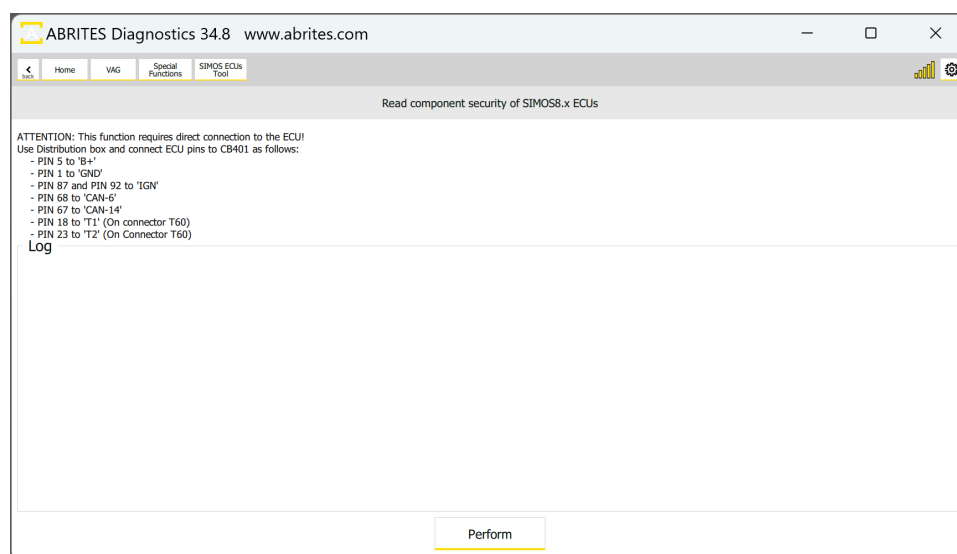 ABRITES Diagnostics 34.8   www.abrites.com
back
Home
VAG
Special
Functions
SIMOS ECUs
Tool
Read component security of SIMOS8.x ECUs
ATTENTION: This function requires direct connection to the ECU!
Use Distribution box and connect ECU pins to CB401 as follows:
- PIN 5 to 'B+'
- PIN 1 to 'GND'
- PIN 87 and PIN 92 to 'IGN'
- PIN 68 to 'CAN-6'
- PIN 67 to 'CAN-14'
- PIN 18 to 'T1' (On connector T60)
- PIN 23 to 'T2' (On Connector T60)
Log
Perform